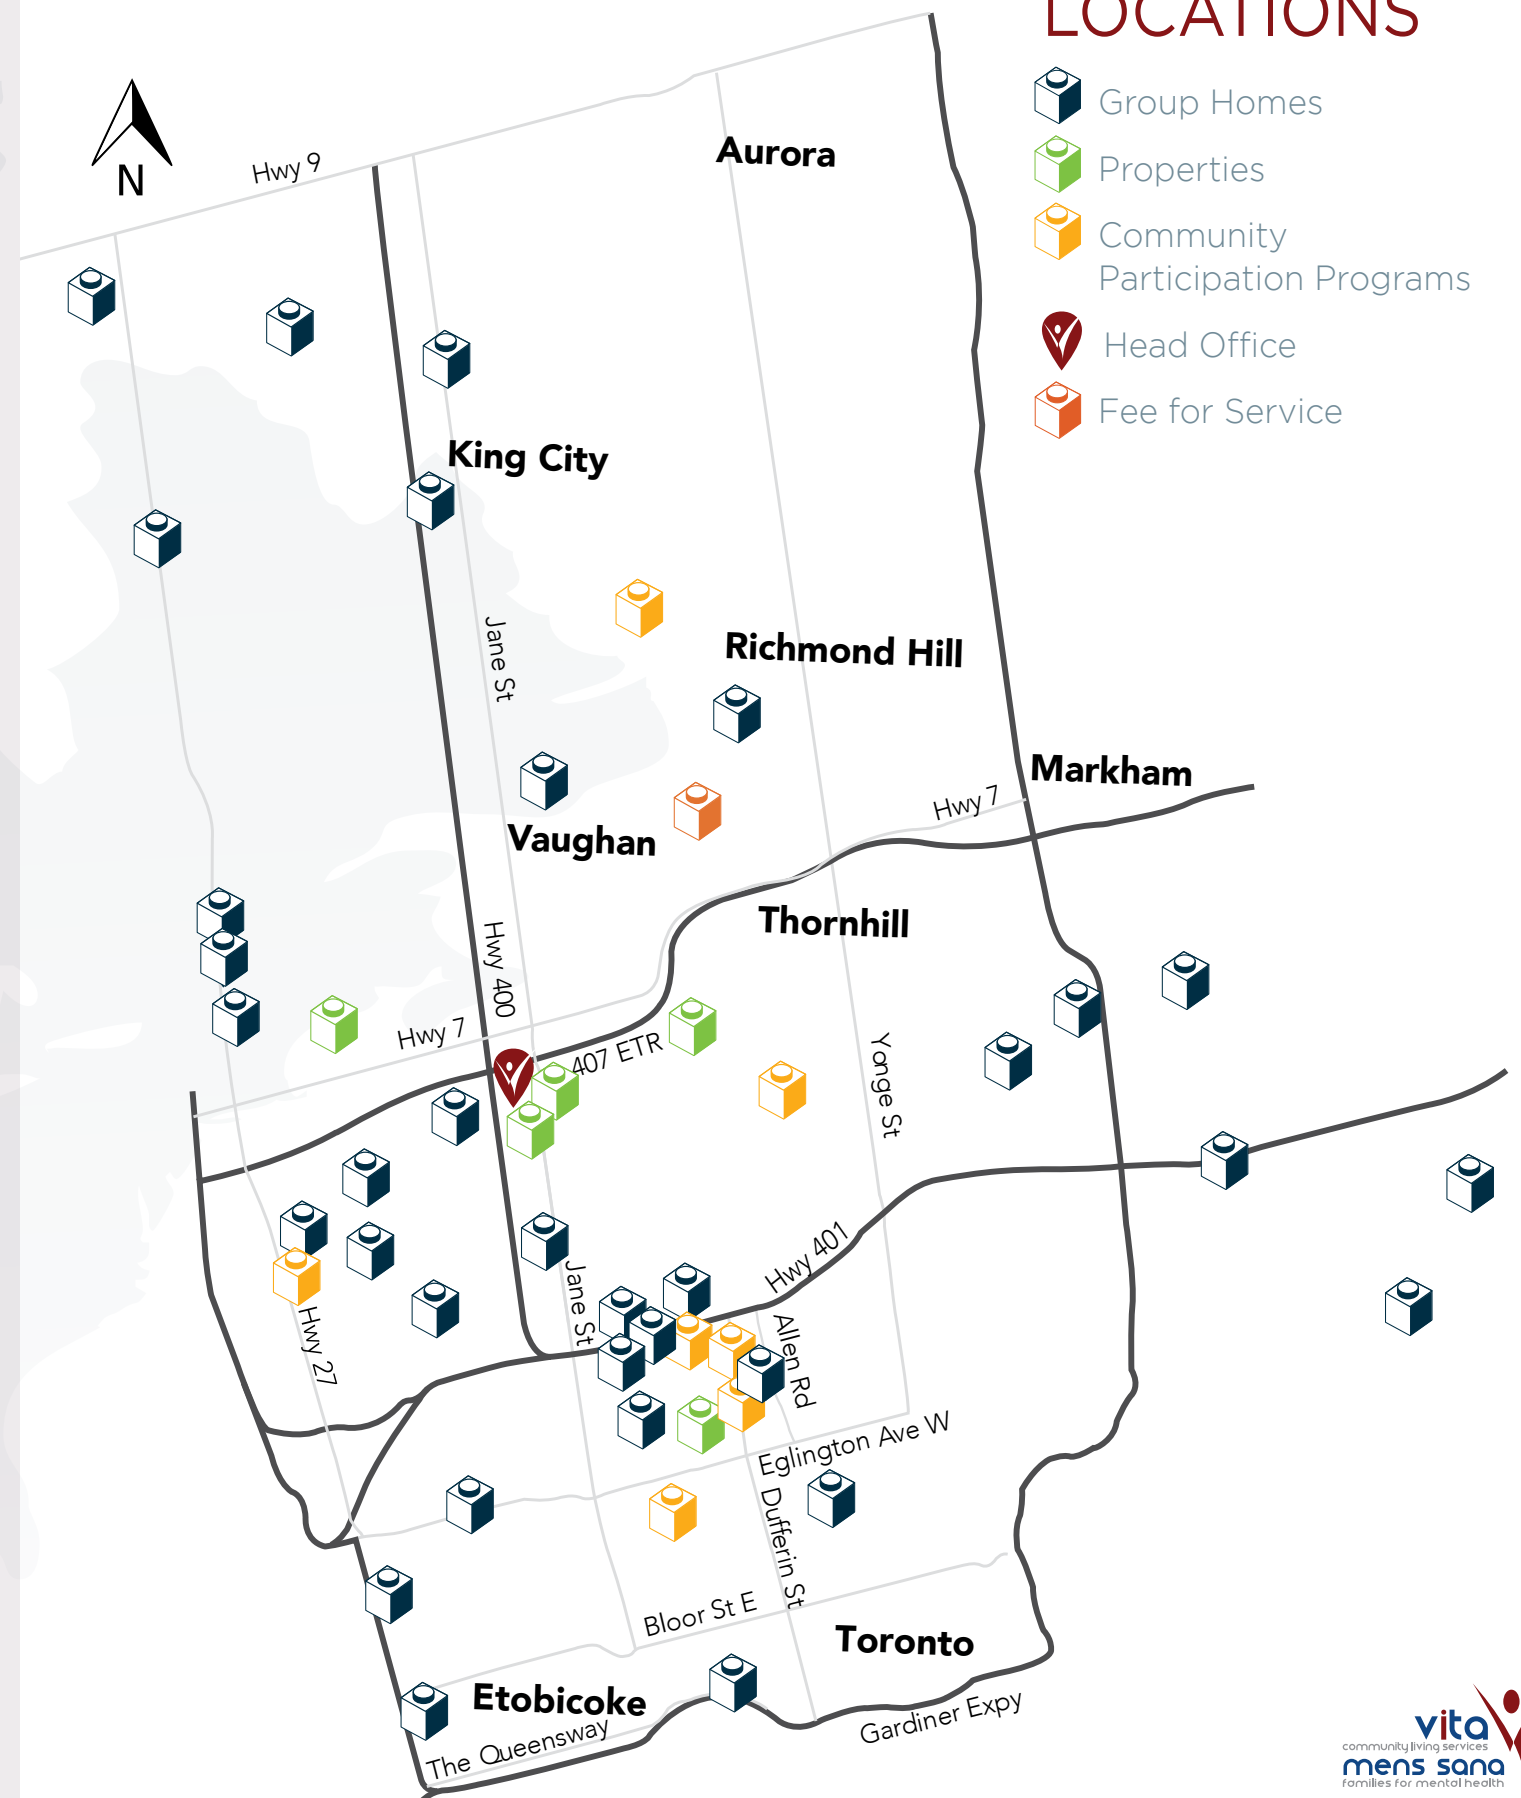 LOCATIONS
Group Homes
Properties
Community
Participation Programs
Head Office
Fee for Service
N
Hwy 9
Aurora
King City
Jane St
Richmond Hill
Markham
Hwy 7
Vaughan
Thornhill
Hwy 400
Hwy 7
407 ETR
Yonge St
Hwy 401
Jane St
Hwy 27
Allen Rd
Eglington Ave W
Dufferin St
Bloor St E
Toronto
Etobicoke
The Queensway
Gardiner Expy
vita
community living services
mens sana
families for mental health